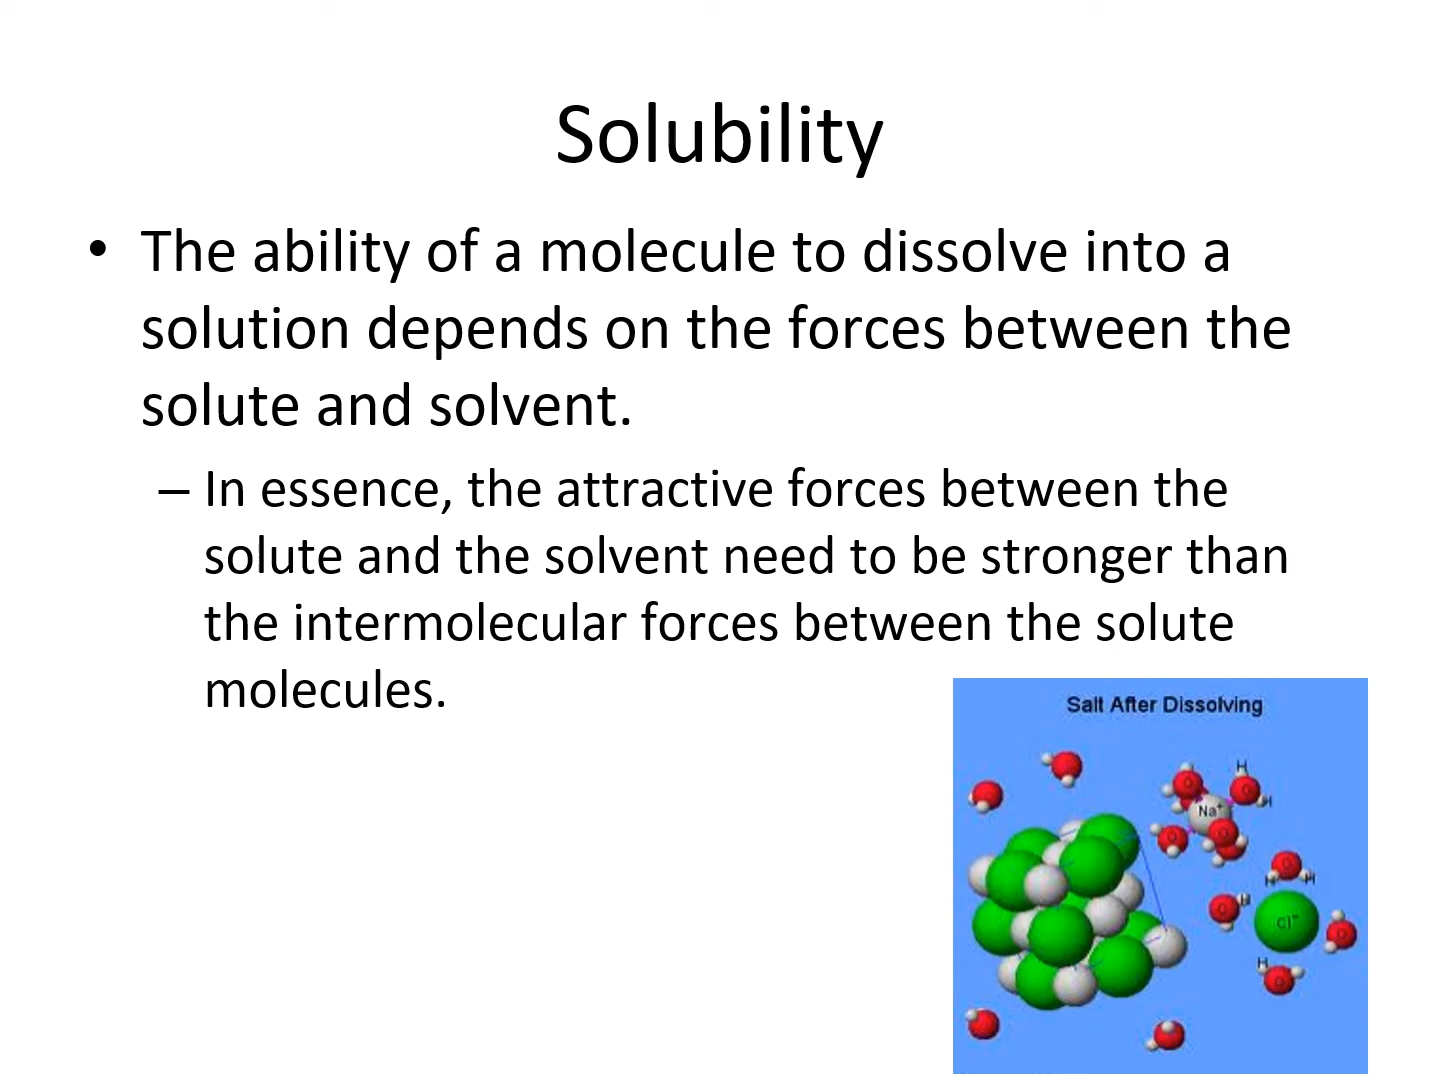 Solubility
• The ability of a molecule to dissolve into a
solution depends on the forces between the
solute and solvent.
– In essence, the attractive forces between the
solute and the solvent need to be stronger than
the intermolecular forces between the solute
molecules.
Salt After Dissolving
H
O
O
H
Na⁺
O
O
O
H
H
O
H
Cl⁻
O
H
O